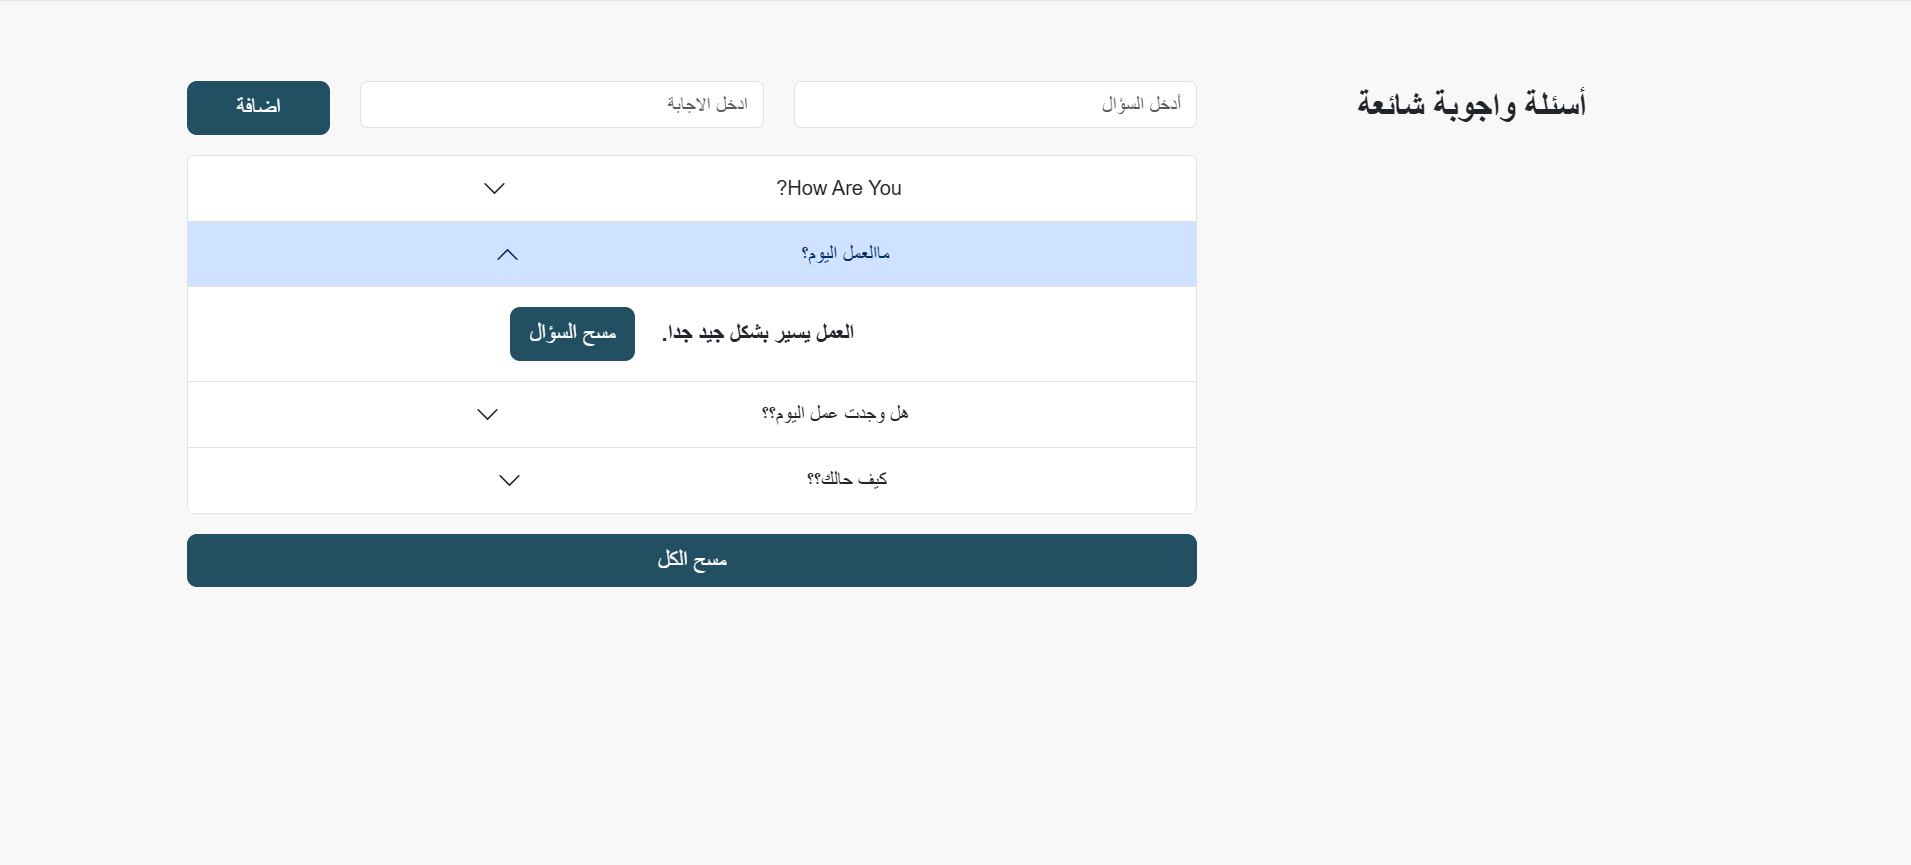 أسئلة واجوبة شائعة
أدخل السؤال
ادخل الاجابة
اضافة
How Are You?
ماالعمل اليوم؟
العمل يسير بشكل جيد جدا.
مسح السؤال
هل وجدت عمل اليوم؟؟
كيف حالك؟؟
مسح الكل